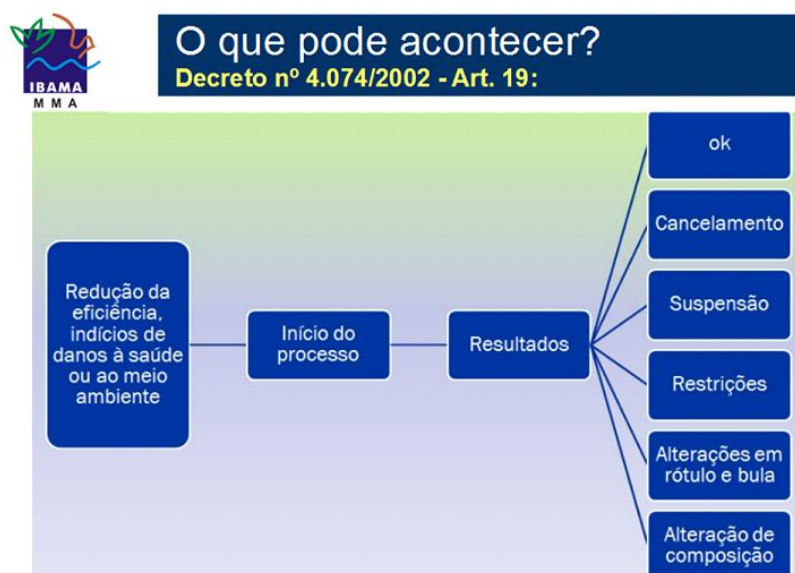 IBAMA
M M A
O que pode acontecer?
Decreto nº 4.074/2002 - Art. 19:
Redução da
eficiência,
indícios de
danos à saúde
ou ao meio
ambiente
Início do
processo
Resultados
ok
Cancelamento
Suspensão
Restrições
Alterações em
rótulo e bula
Alteração de
composição